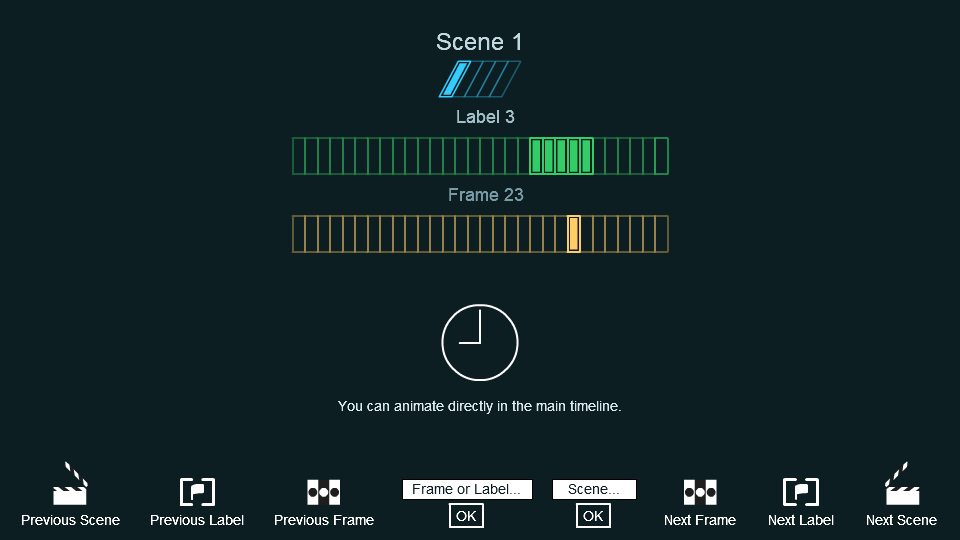 Scene 1
Label 3
Frame 23
You can animate directly in the main timeline.
Previous Scene
Previous Label
Previous Frame
Frame or Label...
OK
Scene...
OK
Next Frame
Next Label
Next Scene